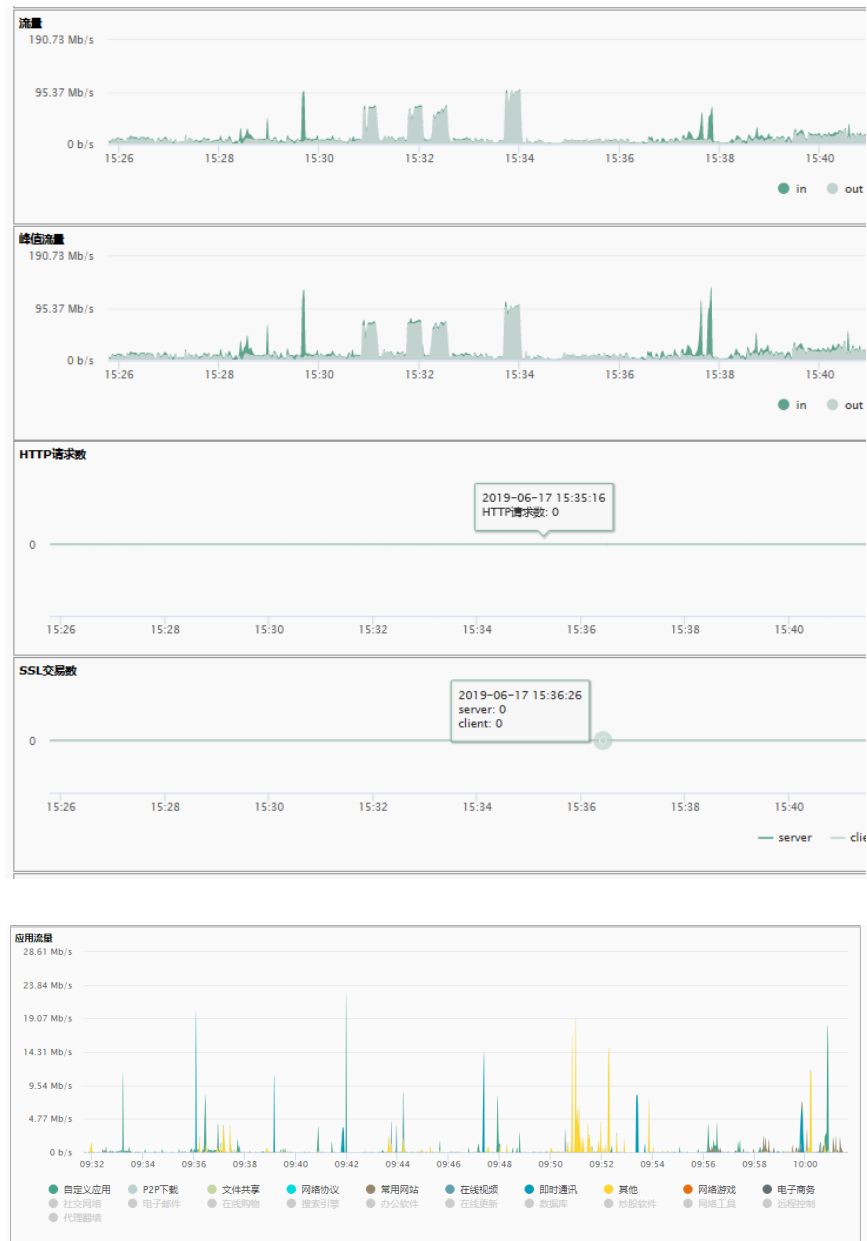 流量
190.73 Mb/s
95.37 Mb/s
0 b/s
15:26 15:28 15:30 15:32 15:34 15:36 15:38 15:40
in out
峰值流量
190.73 Mb/s
95.37 Mb/s
0 b/s
15:26 15:28 15:30 15:32 15:34 15:36 15:38 15:40
in out
HTTP请求数
2019-06-17 15:35:16
HTTP请求数: 0
0
15:26 15:28 15:30 15:32 15:34 15:36 15:38 15:40
SSL交易数
2019-06-17 15:36:26
server: 0
client: 0
0
15:26 15:28 15:30 15:32 15:34 15:36 15:38 15:40
server clie
应用流量
28.61 Mb/s
23.84 Mb/s
19.07 Mb/s
14.31 Mb/s
9.54 Mb/s
4.77 Mb/s
0 b/s
09:32 09:34 09:36 09:38 09:40 09:42 09:44 09:46 09:48 09:50 09:52 09:54 09:56 09:58 10:00
自定义应用 P2P下载 文件共享 网络协议 常用网站 在线视频 即时通讯 其他 网络游戏 电子商务
社交网络 电子邮件 在线购物 搜索引擎 办公软件 在线更新 数据库 炒股软件 网络工具 远程控制
代理翻墙